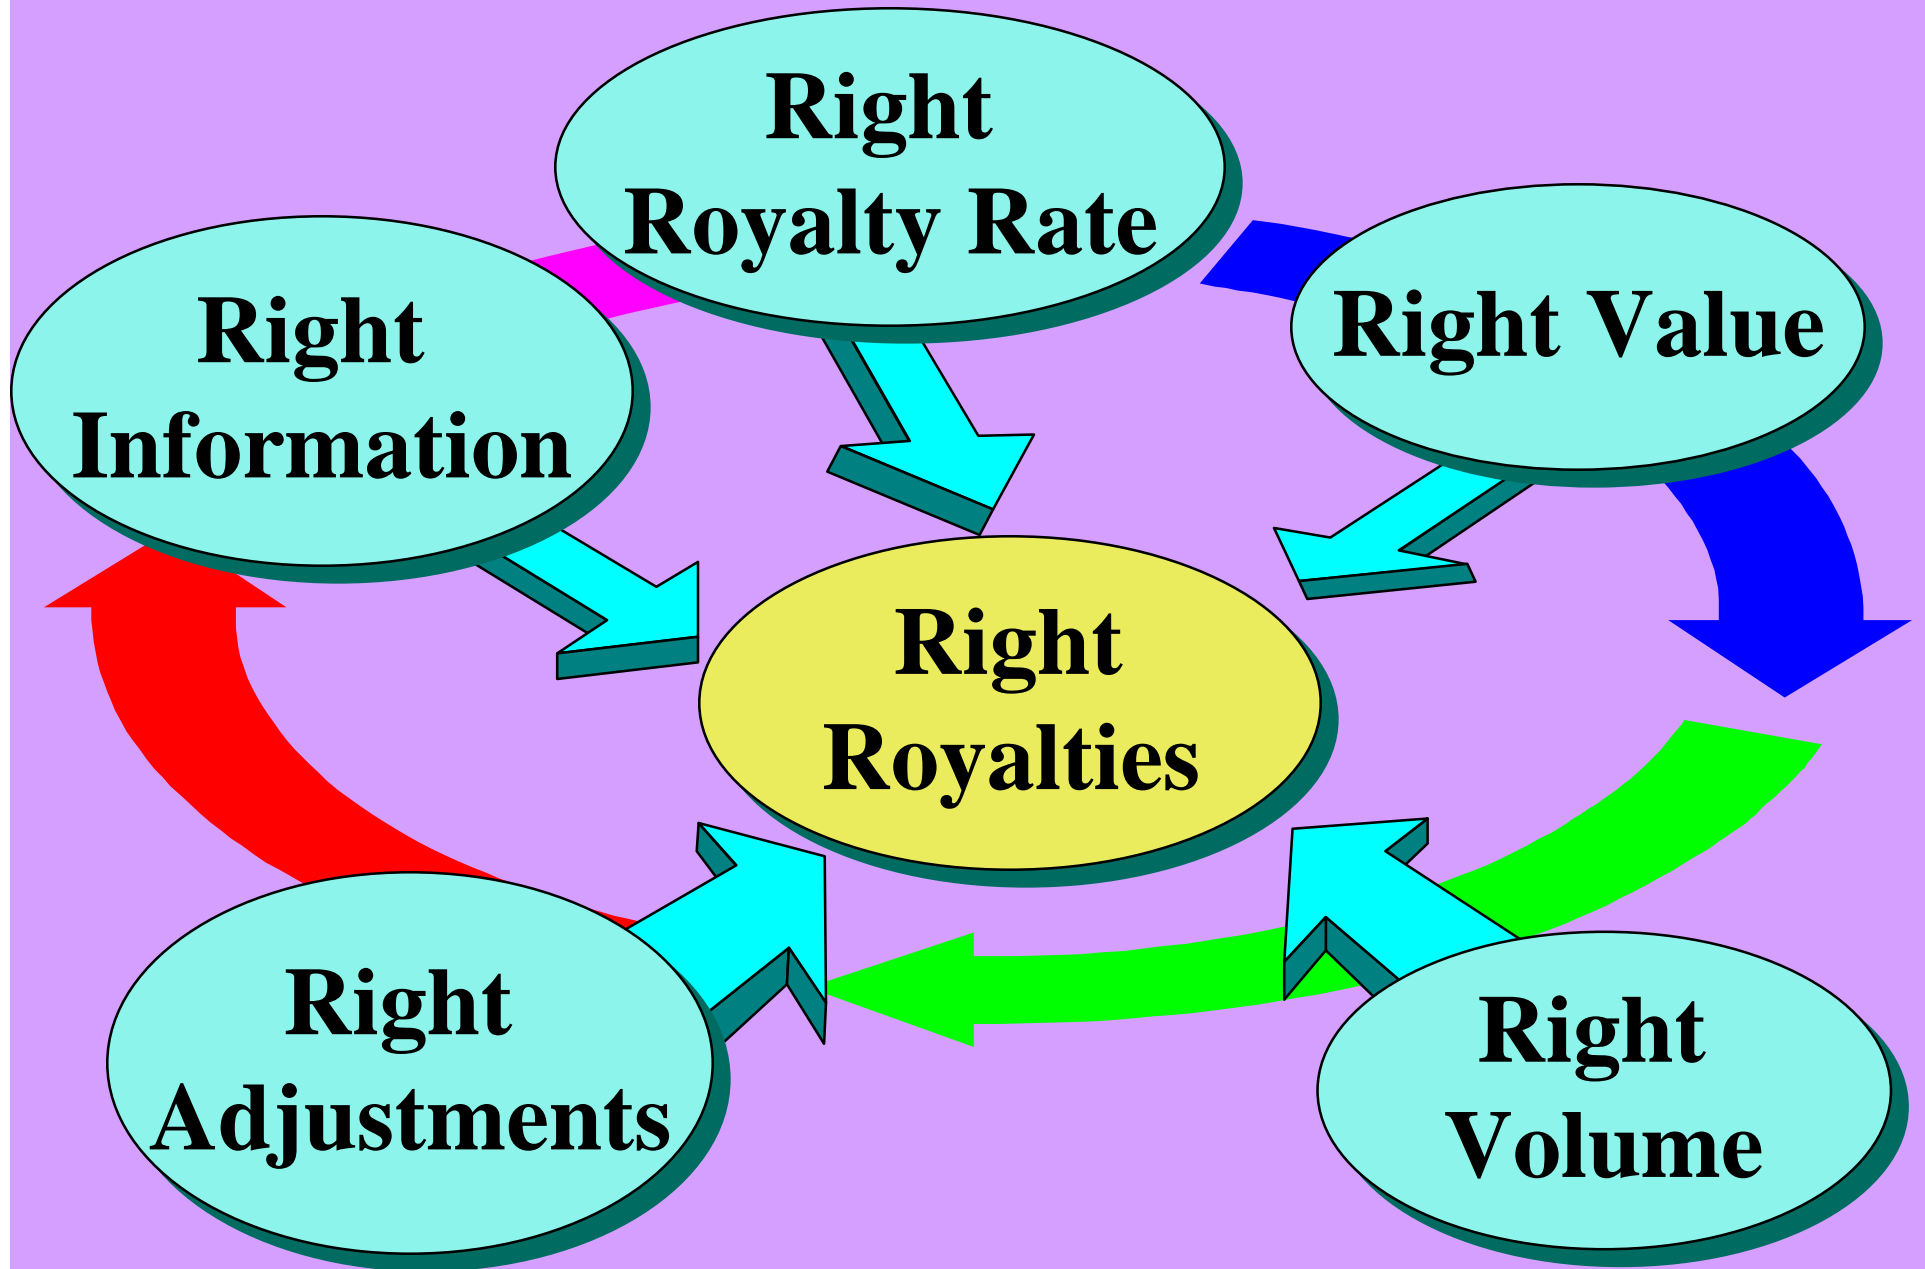 Right
Royalty Rate
Right Value
Right
Information
Right
Royalties
Right
Adjustments
Right
Volume